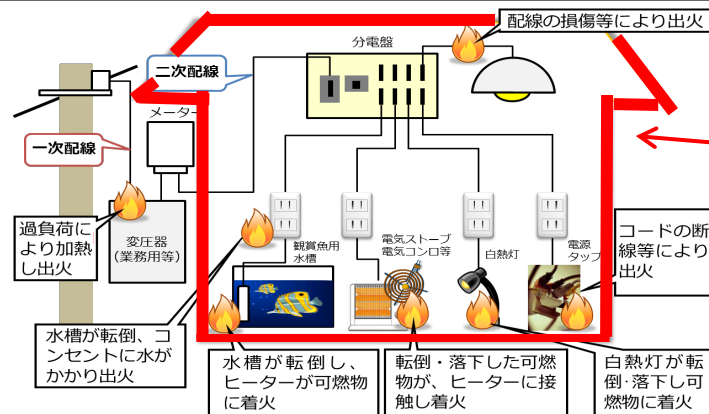 配線の損傷等により出火
分電盤
二次配線
メーター
一次配線
過負荷に
より加熱
し出火
変圧器
(業務用等)
観賞魚用
水槽
電気ストーブ
電気コンロ等
白熱灯
電源
タップ
コードの断
線等により
出火
水槽が転倒、コ
ンセントに水が
かかり出火
水槽が転倒し、
ヒーターが可燃物
に着火
転倒・落下した可燃
物が、ヒーターに接
触し着火
白熱灯が転
倒・落下し可
燃物に着火